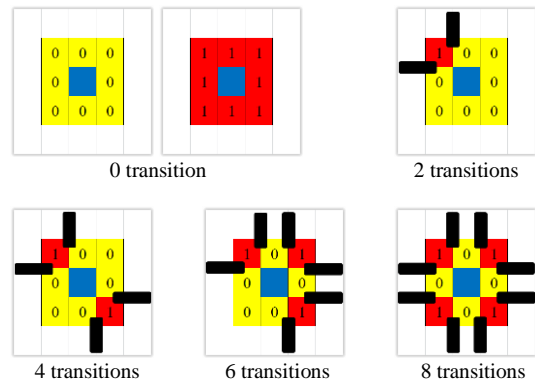 0 0 0
0 0
0 0 0
1 1 1
1 1
1 1 1
0 transition
1 0 0
0 0
0 0 0
2 transitions
1 0 0
0 0
0 0 1
4 transitions
1 0 1
0 0
0 0 1
6 transitions
1 0 1
0 0
1 0 1
8 transitions